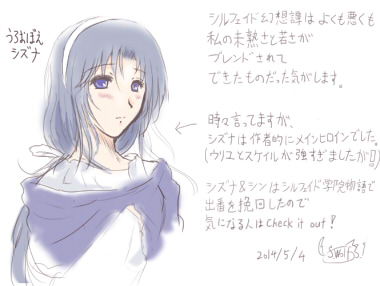 うろおぼえ
シズナ
シルフェイド幻想譚はよくも悪くも
私の未熟さと若さが
ブレンドされて
できたものだった気がします。
時々言ってますが、
シズナは作者的にメインヒロインでした。
(ウリユとスケイルが強すぎましたが!!)
シズナ&シンはシルフェイド学院物語で
出番を挽回したので
気になる人はCheck it out!
2014/5/4
SWolf